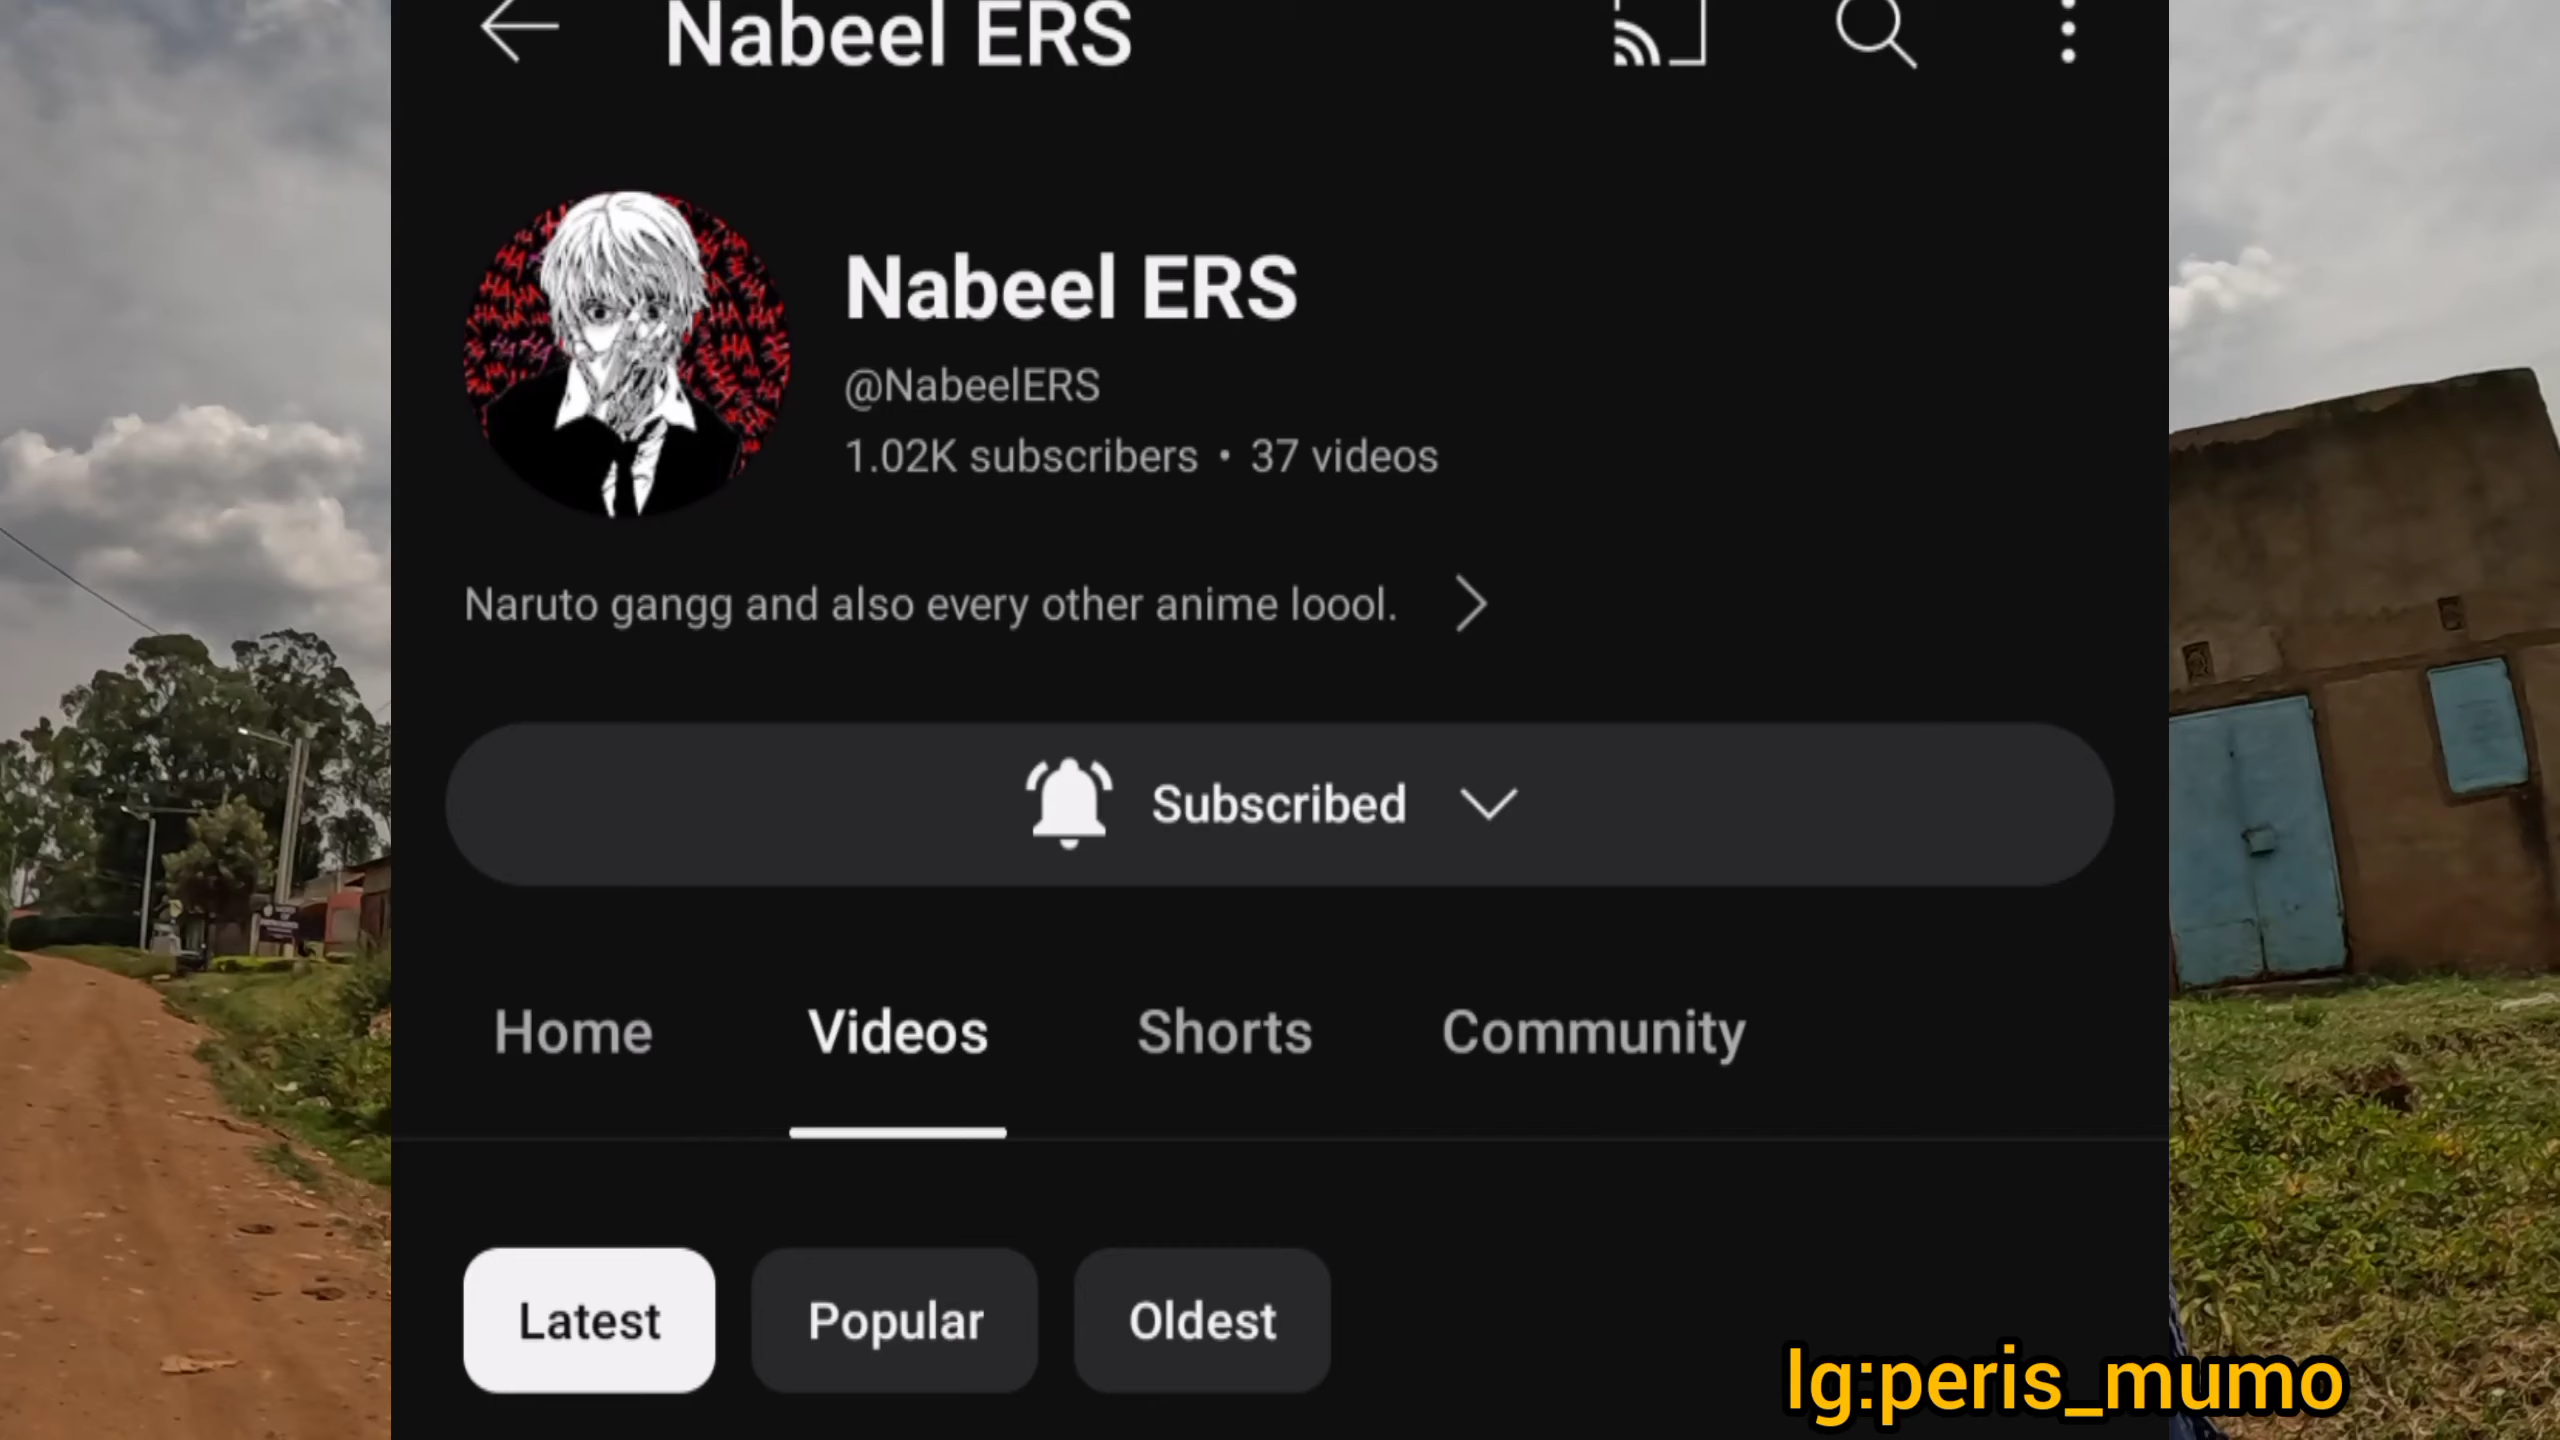 Nabeel ERS
Nabeel ERS
@NabeelERS
1.02K subscribers • 37 videos
Naruto gangg and also every other anime loool.
Subscribed
Home Videos Shorts Community
Latest Popular Oldest
Ig:peris_mumo